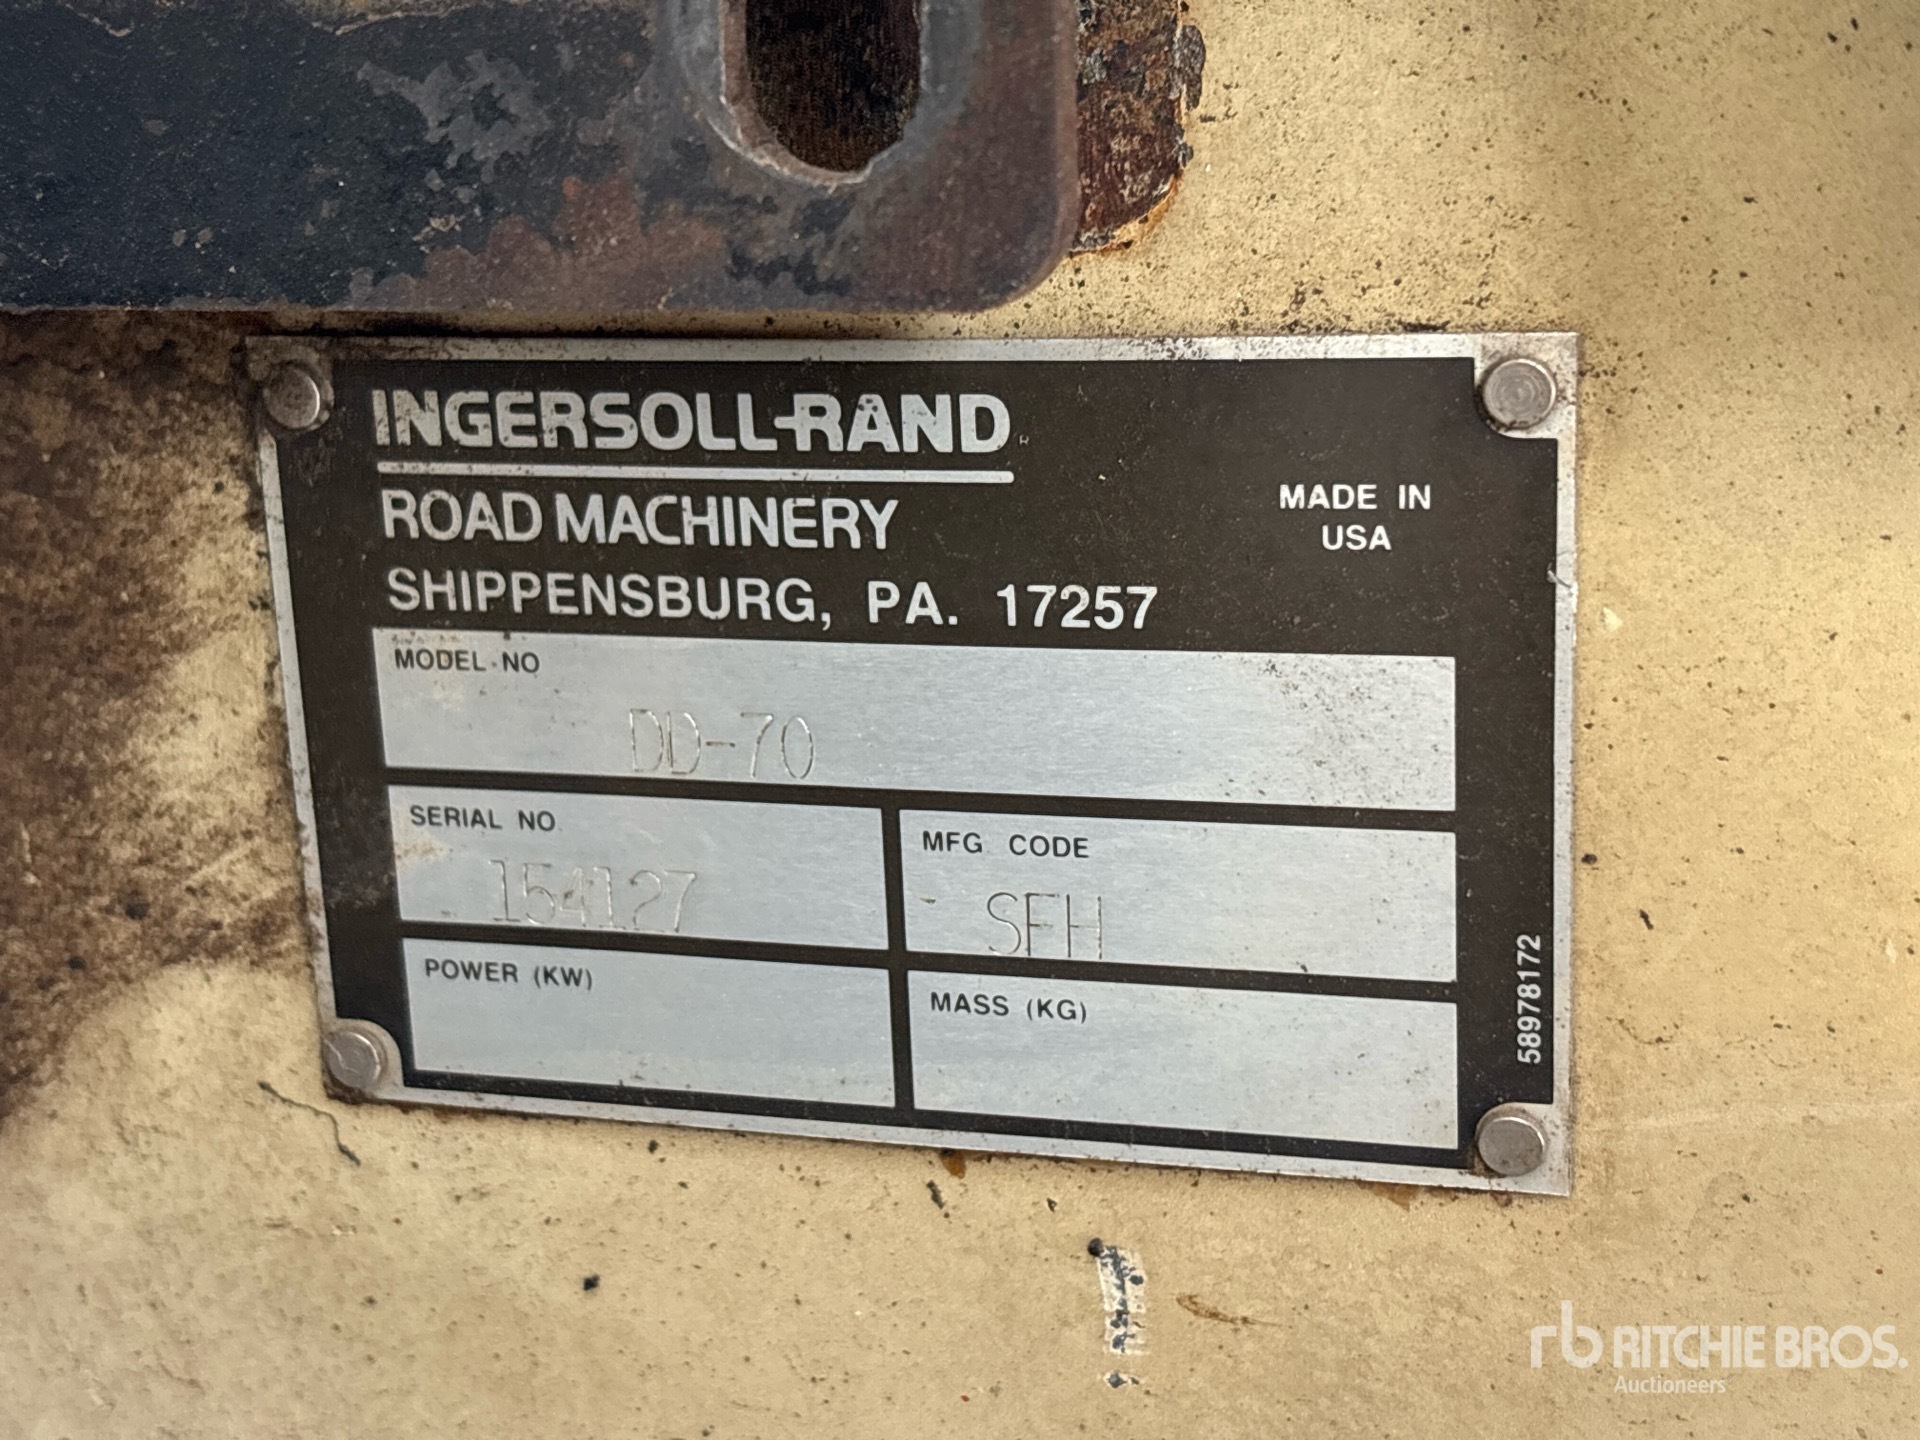 INGERSOLL-RAND®
ROAD MACHINERY
SHIPPENSBURG, PA. 17257
MADE IN
USA
MODEL NO
DD-70
SERIAL NO.
154127
MFG CODE
SFH
POWER (KW)
MASS (KG)
58978172
rb RITCHIE BROS.
Auctioneers